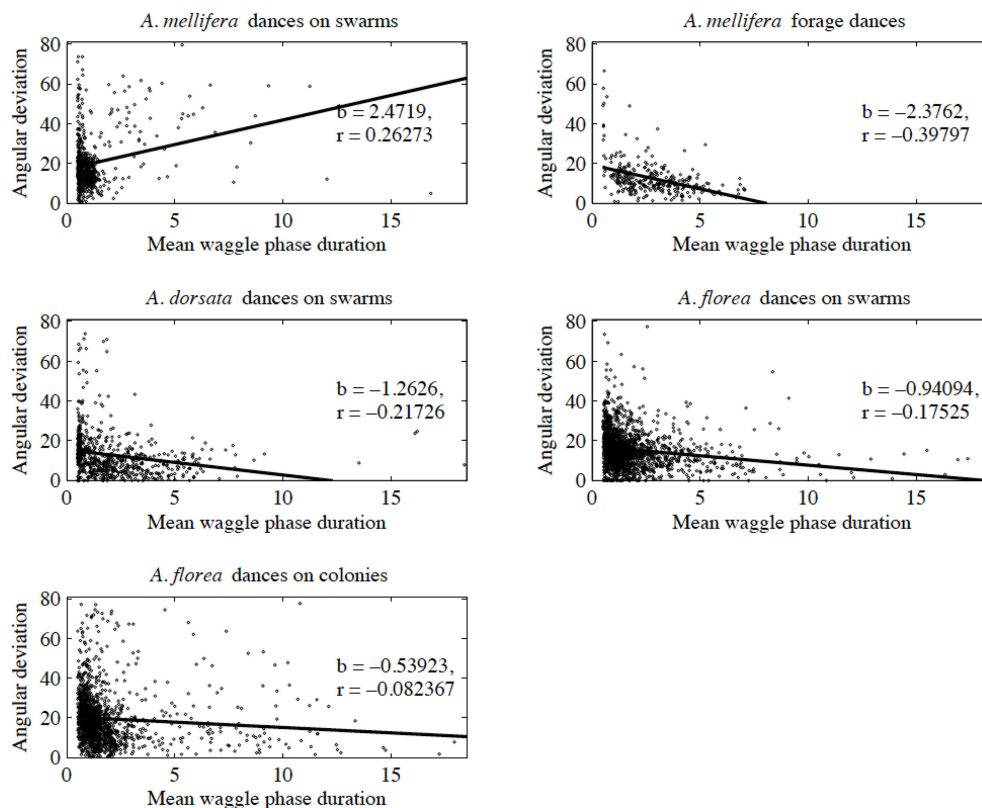 A. mellifera dances on swarms
80
60
40
20
0
Angular deviation
b = 2.4719,
r = 0.26273
0 5 10 15
Mean waggle phase duration
A. mellifera forage dances
80
60
40
20
0
Angular deviation
b = –2.3762,
r = –0.39797
0 5 10 15
Mean waggle phase duration
A. dorsata dances on swarms
80
60
40
20
0
Angular deviation
b = –1.2626,
r = –0.21726
0 5 10 15
Mean waggle phase duration
A. florea dances on swarms
80
60
40
20
0
Angular deviation
b = –0.94094,
r = –0.17525
0 5 10 15
Mean waggle phase duration
A. florea dances on colonies
80
60
40
20
0
Angular deviation
b = –0.53923,
r = –0.082367
0 5 10 15
Mean waggle phase duration